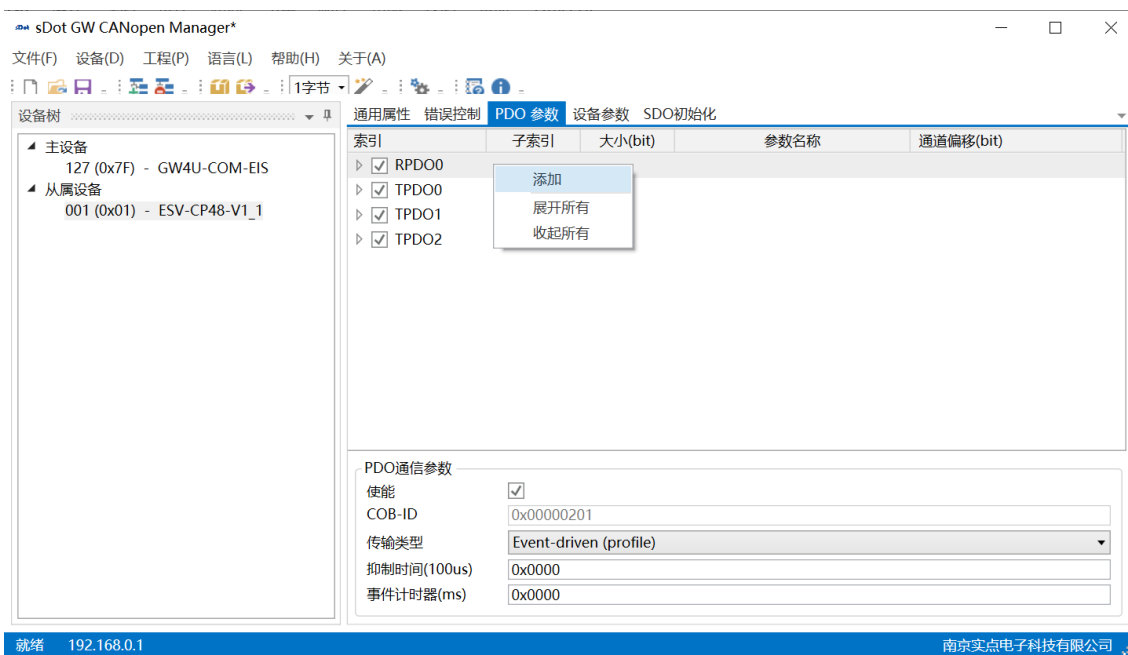 sDot GW CANopen Manager*
文件(F) 设备(D) 工程(P) 语言(L) 帮助(H) 关于(A)
1字节
设备树
通用属性 错误控制 PDO 参数 设备参数 SDO初始化
主设备
127 (0x7F) - GW4U-COM-EIS
从属设备
001 (0x01) - ESV-CP48-V1_1
索引 子索引 大小(bit) 参数名称 通道偏移(bit)
RPDO0
TPDO0
TPDO1
TPDO2
添加
展开所有
收起所有
PDO通信参数
使能
COB-ID 0x00000201
传输类型 Event-driven (profile)
抑制时间(100us) 0x0000
事件计时器(ms) 0x0000
就绪 192.168.0.1 南京实点电子科技有限公司